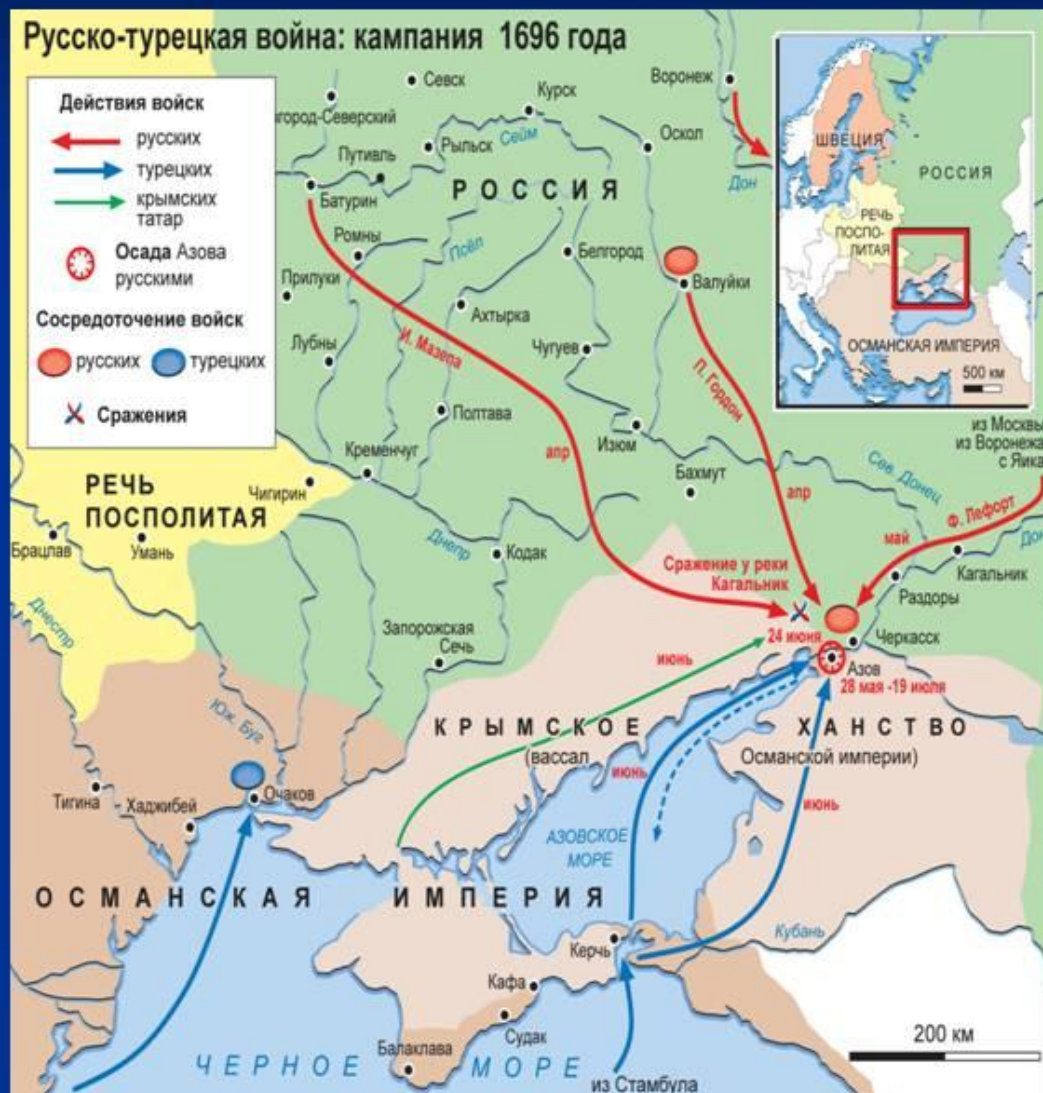 Русско-турецкая война: кампания 1696 года
Действия войск
русских
турецких
крымских
татар
Осада Азова
русскими
Сосредоточение войск
русских
турецких
Сражения
Севск
Воронеж
Курск
город-Северский
Сейм
Оскол
Рыльск
Путивль
РОССИЯ
Дон
Батурин
Ромны
Псёл
Белгород
Прилуки
Валуйки
Ахтырка
Лубны
Чугуев
И. Мазепа
П. Гордон
Полтава
Изюм
апр
Кременчуг
Бахмут
Сев. Донец
апр
РЕЧЬ
ПОСПОЛИТАЯ
Чигирин
Брацлав
Умань
Днепр
Кодак
Ф. Лефорт
май
Дон
Кагальник
Раздоры
Сражение у реки
Кагальник
Днестр
Запорожская
Сечь
24 июня
Черкасск
июнь
Азов
28 мая -19 июля
Юж. Буг
КРЫМСКОЕ ХАНСТВО
(вассал Османской империи)
июнь
июнь
Тигина
Хаджибей
Очаков
АЗОВСКОЕ
МОРЕ
ОСМАНСКАЯ ИМПЕРИЯ
Кубань
Керчь
Кафа
Судак
Балаклава
ЧЕРНОЕ МОРЕ
из Стамбула
200 км
ШВЕЦИЯ
РОССИЯ
РЕЧЬ
ПОСПО-
ЛИТАЯ
ОСМАНСКАЯ ИМПЕРИЯ
500 км
из Москвы
из Воронежа
с Яика